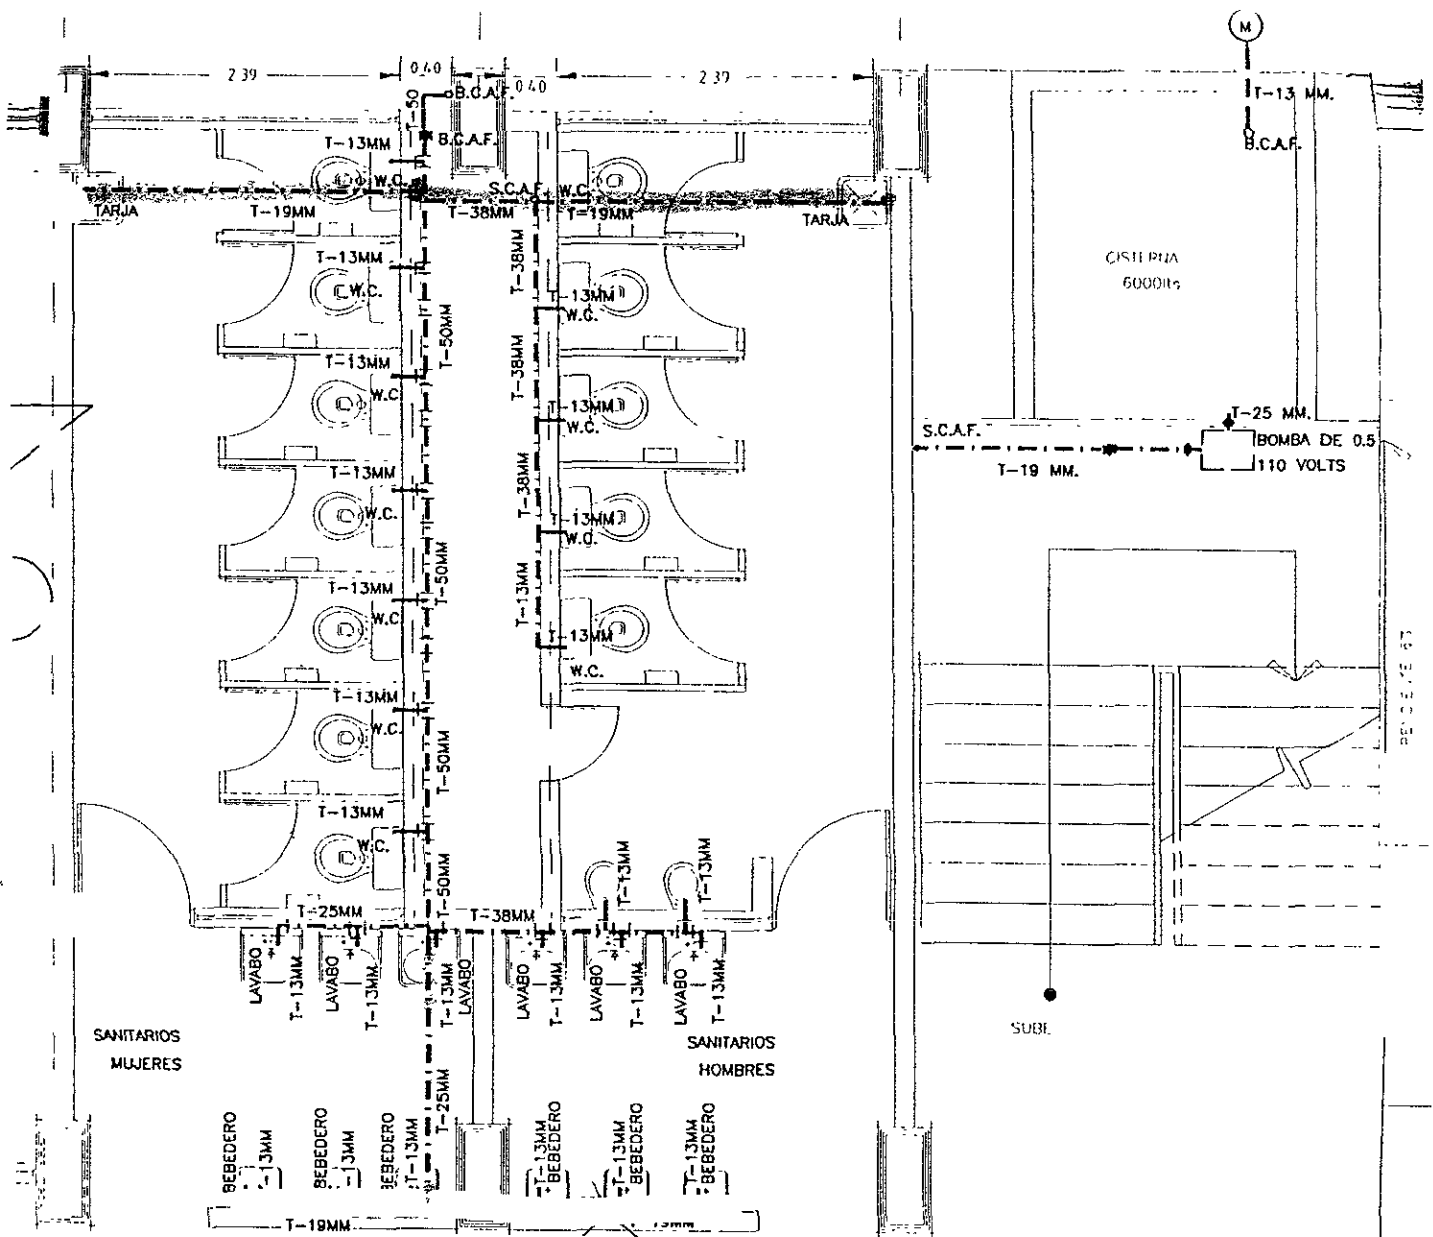 M
2.39
0.40
0.40
2.39
T-50
B.C.A.F.
T-13 MM.
B.C.A.F.
B.C.A.F.
T-13MM
W.C.
S.C.A.F.
W.C.
TARJA
T-19MM
T-38MM
T-19MM
TARJA
T-13MM
W.C.
T-38MM
T-13MM
W.C.
CISTERNA
6000lts
T-50MM
T-13MM
W.C.
T-38MM
T-13MM
W.C.
T-25 MM.
S.C.A.F.
BOMBA DE 0.5
T-19 MM.
110 VOLTS
T-13MM
W.C.
T-38MM
T-13MM
W.C.
T-50MM
T-13MM
W.C.
T-13MM
T-13MM
W.C.
T-13MM
W.C.
T-50MM
T-13MM
W.C.
T-50MM
T-13MM
T-13MM
T-25MM
T-38MM
LAVABO
T-13MM
LAVABO
T-13MM
T-13MM
LAVABO
LAVABO
T-13MM
LAVABO
T-13MM
LAVABO
T-13MM
SUBE
SANITARIOS
MUJERES
SANITARIOS
HOMBRES
T-25MM
BEBEDERO
-13MM
BEBEDERO
-13MM
BEBEDERO
T-13MM
T-13MM
BEBEDERO
T-13MM
BEBEDERO
T-13MM
BEBEDERO
T-19MM